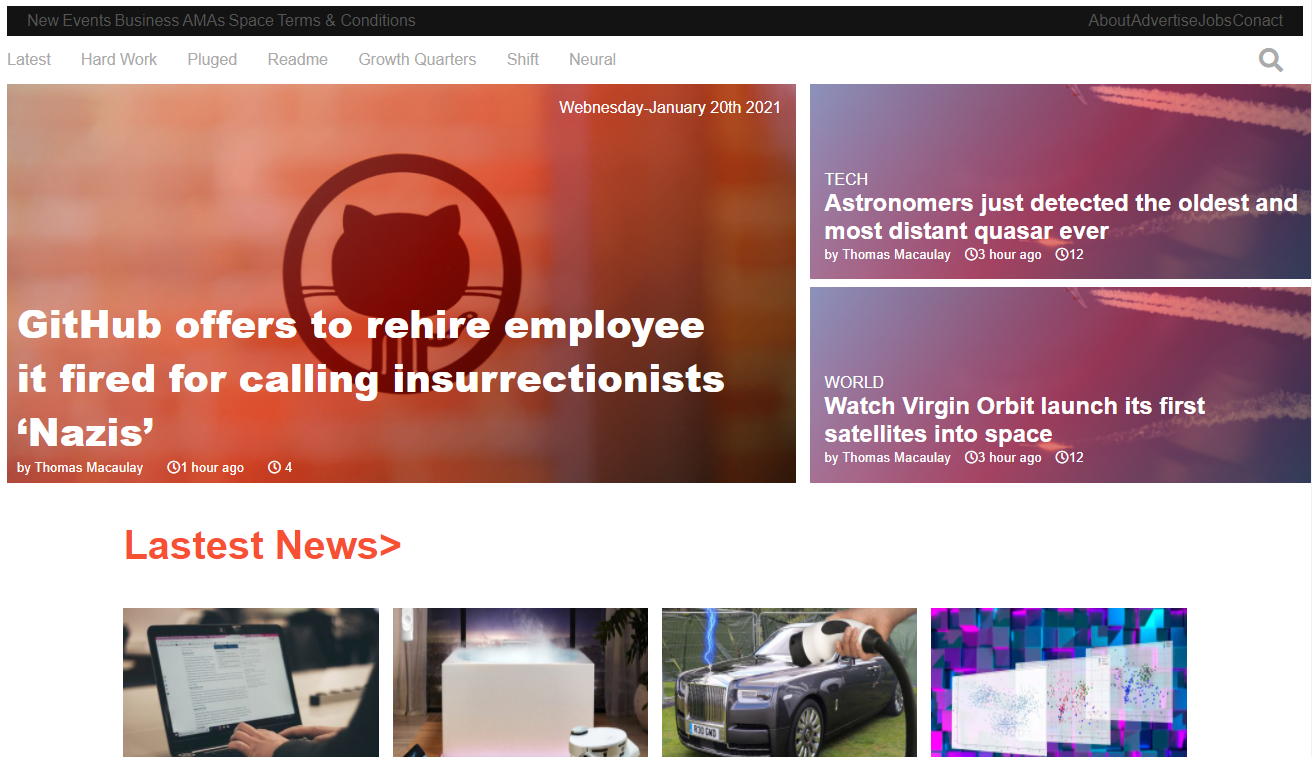 New Events Business AMAs Space Terms & Conditions
AboutAdvertiseJobsConact
Latest Hard Work Pluged Readme Growth Quarters Shift Neural
Webnesday-January 20th 2021
GitHub offers to rehire employee
it fired for calling insurrectionists
‘Nazis’
by Thomas Macaulay 1 hour ago 4
TECH
Astronomers just detected the oldest and
most distant quasar ever
by Thomas Macaulay 3 hour ago 12
WORLD
Watch Virgin Orbit launch its first
satellites into space
by Thomas Macaulay 3 hour ago 12
Lastest News>